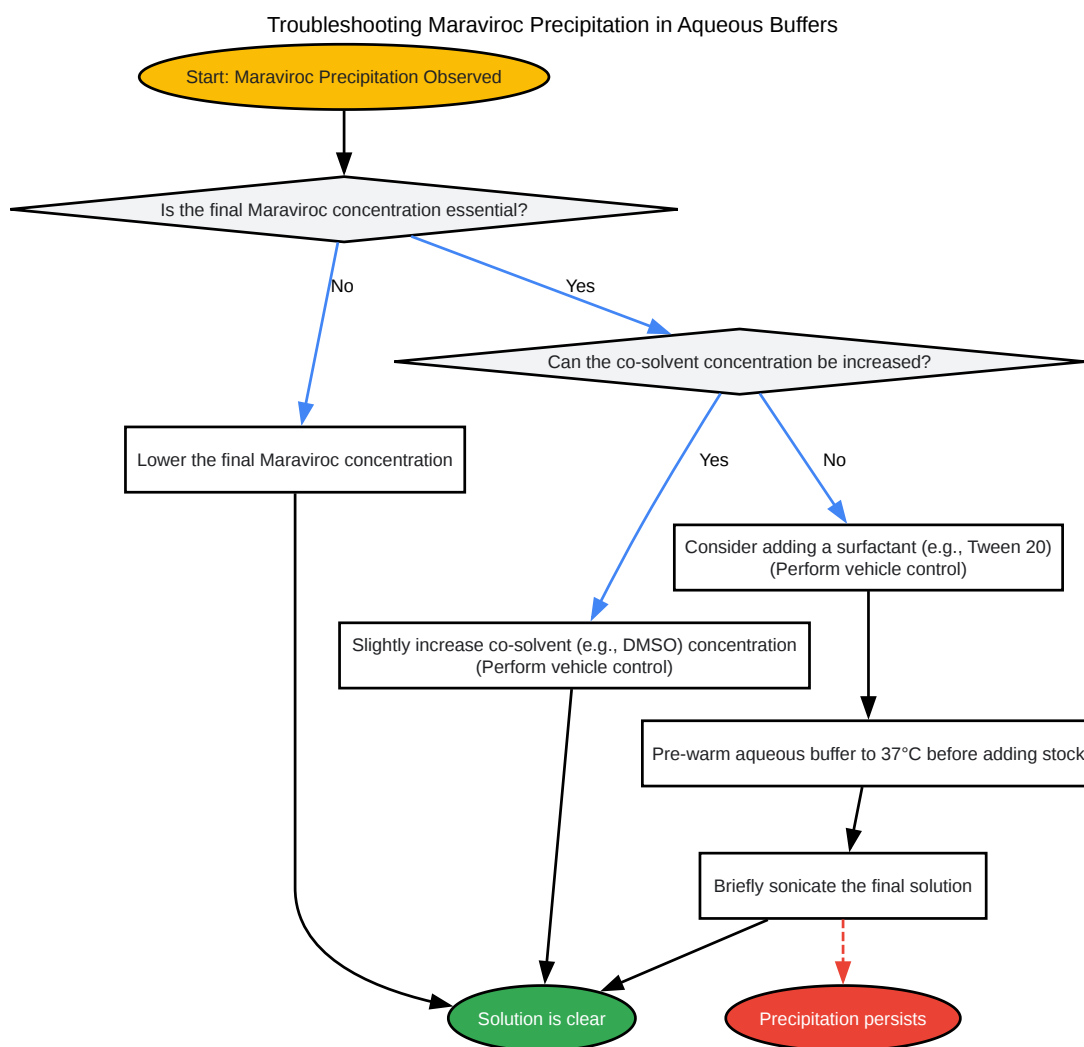 Troubleshooting Maraviroc Precipitation in Aqueous Buffers
Start: Maraviroc Precipitation Observed
Is the final Maraviroc concentration essential?
No
Yes
Can the co-solvent concentration be increased?
Lower the final Maraviroc concentration
Yes
No
Consider adding a surfactant (e.g., Tween 20)
(Perform vehicle control)
Slightly increase co-solvent (e.g., DMSO) concentration
(Perform vehicle control)
Pre-warm aqueous buffer to 37°C before adding stock
Briefly sonicate the final solution
Solution is clear
Precipitation persists